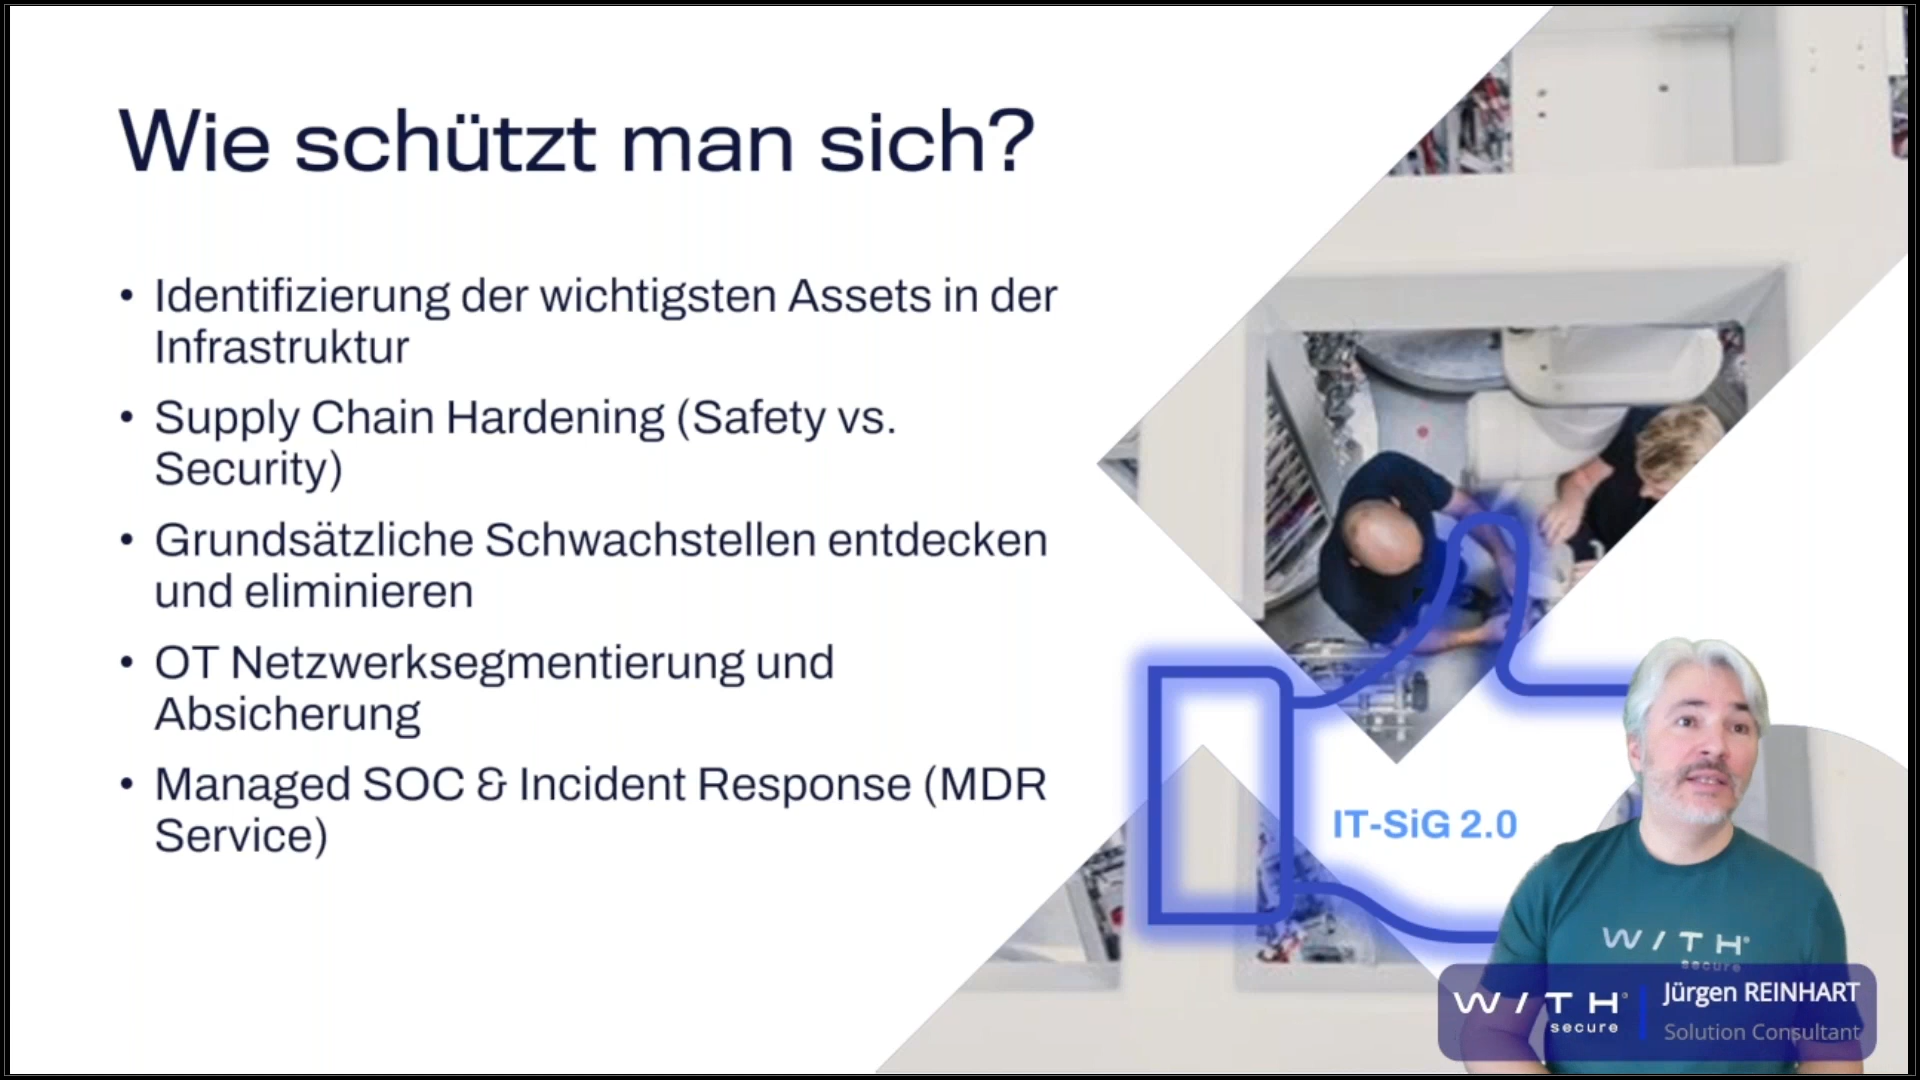 Wie schützt man sich?
• Identifizierung der wichtigsten Assets in der
Infrastruktur
• Supply Chain Hardening (Safety vs.
Security)
• Grundsätzliche Schwachstellen entdecken
und eliminieren
• OT Netzwerksegmentierung und
Absicherung
• Managed SOC & Incident Response (MDR
Service)
IT-SiG 2.0
W/TH®
secure
W/TH®
secure
Jürgen REINHART
Solution Consultant